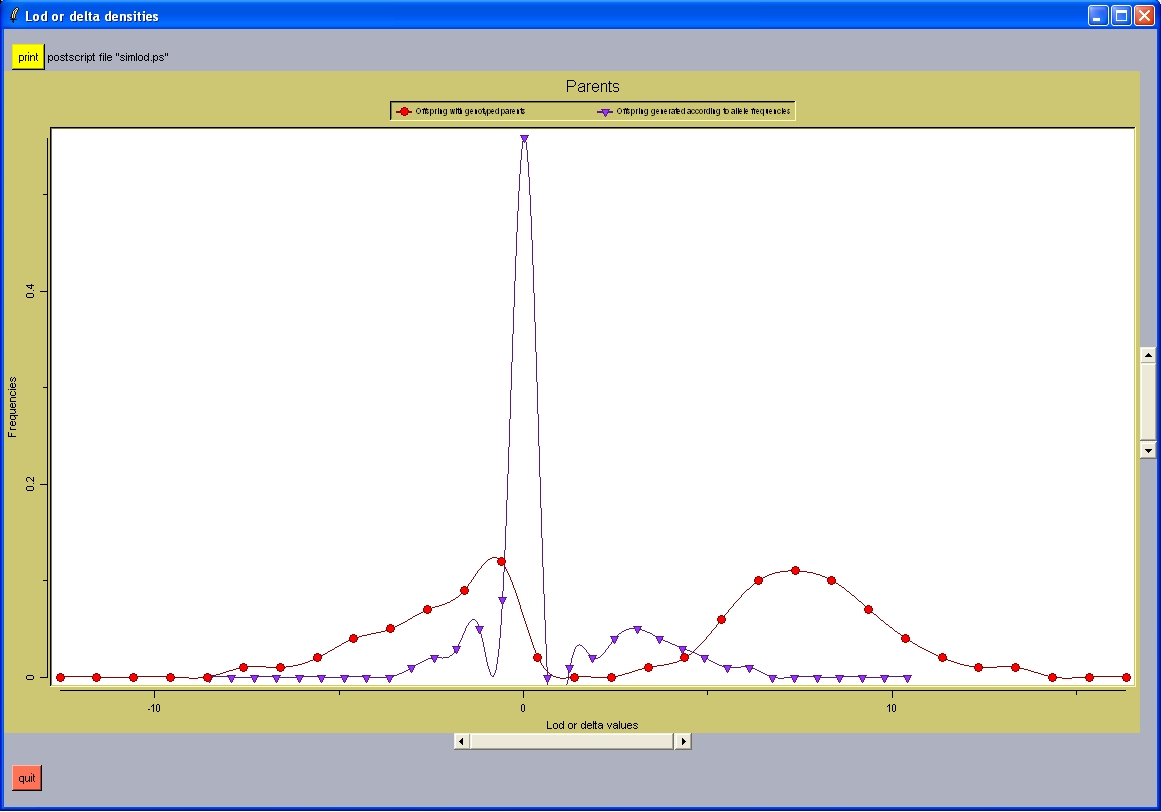 Lod or delta densities
print postscript file "simlod.ps"
Parents
Offspring with genotyped parents Offspring generated according to allele frequencies
0.4
0.2
0
Frequencies
-10 0 10
Lod or delta values
quit